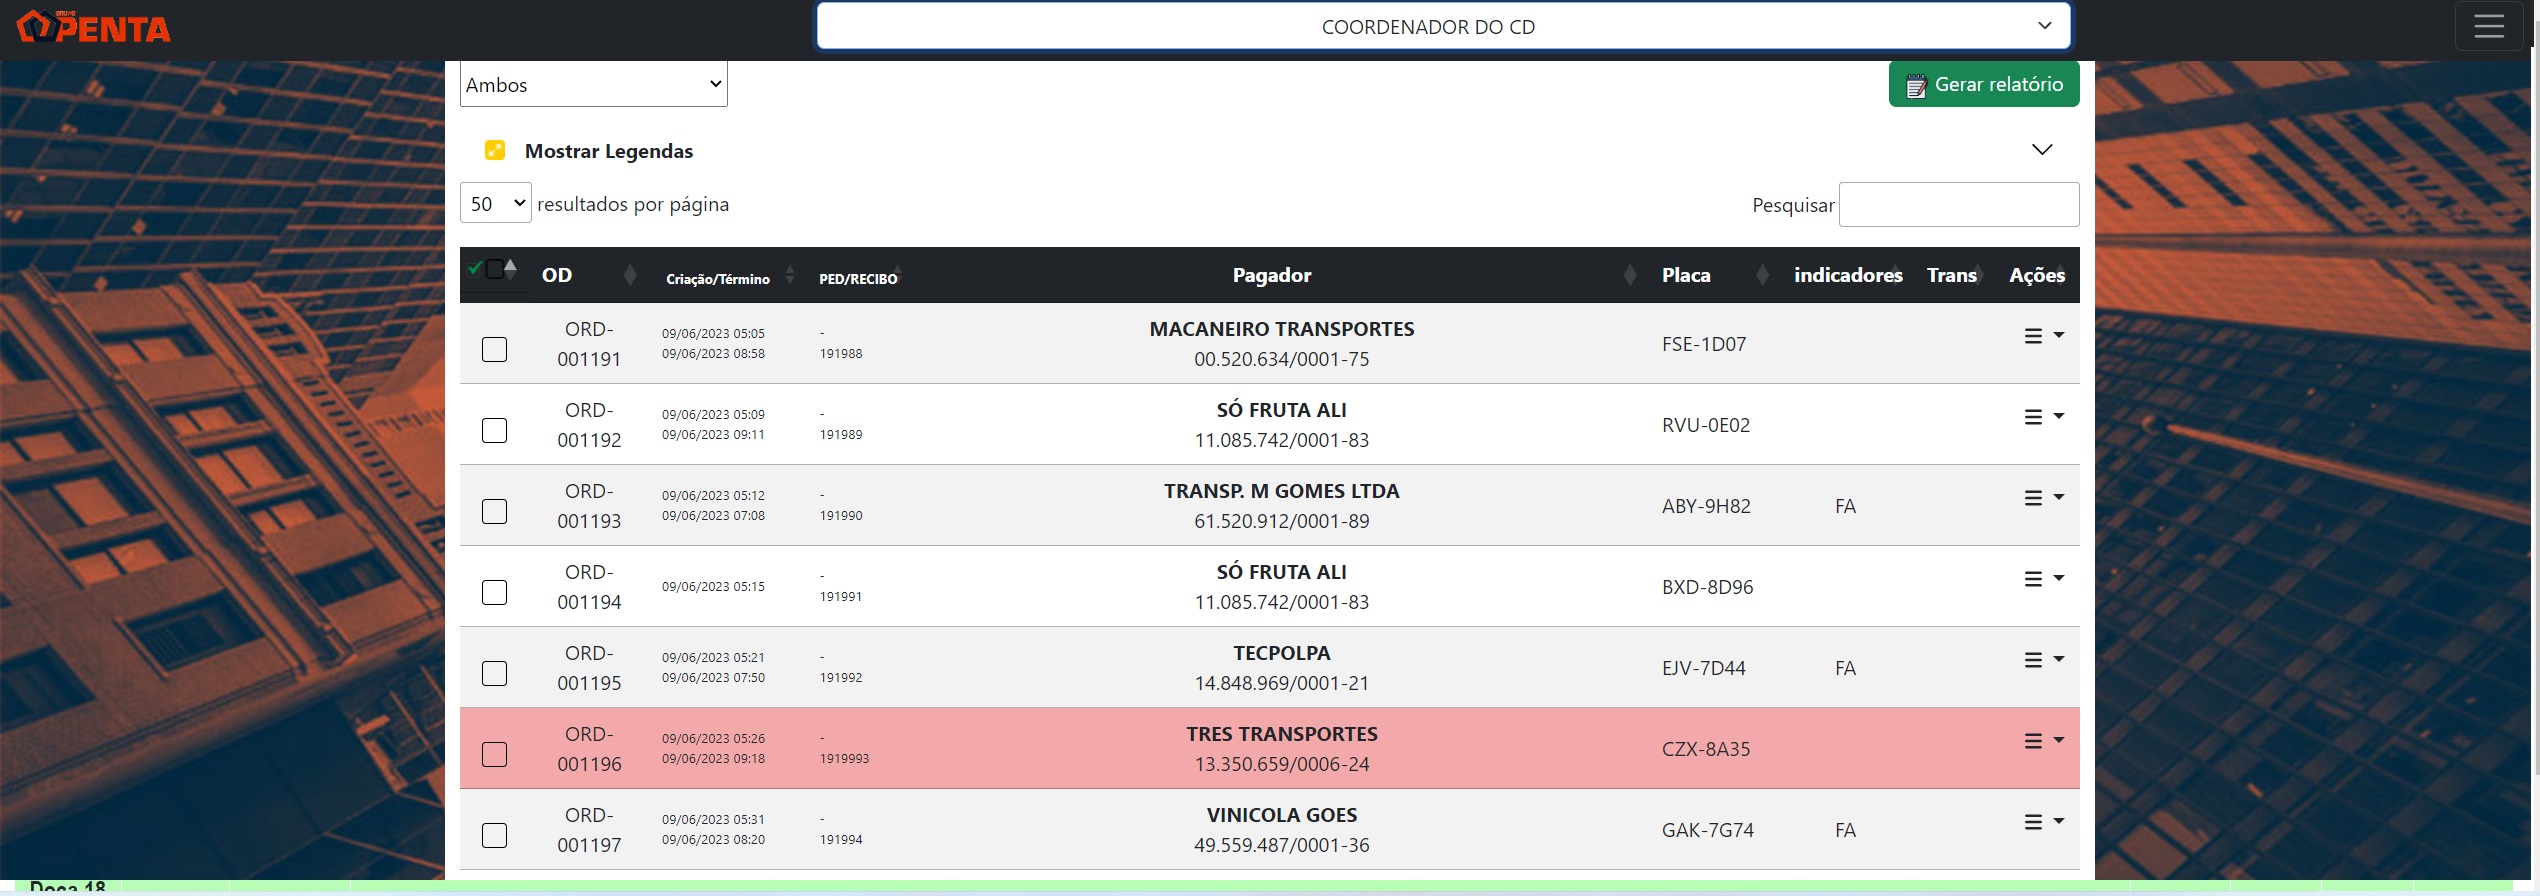 GRUPO
PENTA
COORDENADOR DO CD
Ambos
Gerar relatório
Mostrar Legendas
50 resultados por página
Pesquisar
OD Criação/Término PED/RECIBO Pagador Placa indicadores Trans Ações
ORD-001191 09/06/2023 05:05 09/06/2023 08:58 - 191988 MACANEIRO TRANSPORTES 00.520.634/0001-75 FSE-1D07
ORD-001192 09/06/2023 05:09 09/06/2023 09:11 - 191989 SÓ FRUTA ALI 11.085.742/0001-83 RVU-0E02
ORD-001193 09/06/2023 05:12 09/06/2023 07:08 - 191990 TRANSP. M GOMES LTDA 61.520.912/0001-89 ABY-9H82 FA
ORD-001194 09/06/2023 05:15 - 191991 SÓ FRUTA ALI 11.085.742/0001-83 BXD-8D96
ORD-001195 09/06/2023 05:21 09/06/2023 07:50 - 191992 TECPOLPA 14.848.969/0001-21 EJV-7D44 FA
ORD-001196 09/06/2023 05:26 09/06/2023 09:18 - 1919993 TRES TRANSPORTES 13.350.659/0006-24 CZX-8A35
ORD-001197 09/06/2023 05:31 09/06/2023 08:20 - 191994 VINICOLA GOES 49.559.487/0001-36 GAK-7G74 FA
Doca 18